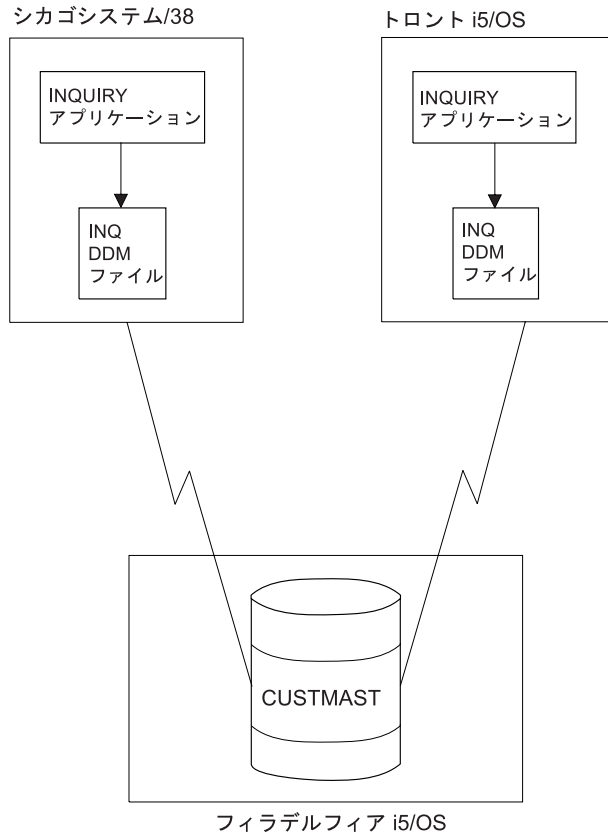 シカゴシステム/38
INQUIRY
アプリケーション
INQ
DDM
ファイル
トロント i5/OS
INQUIRY
アプリケーション
INQ
DDM
ファイル
CUSTMAST
フィラデルフィア i5/OS